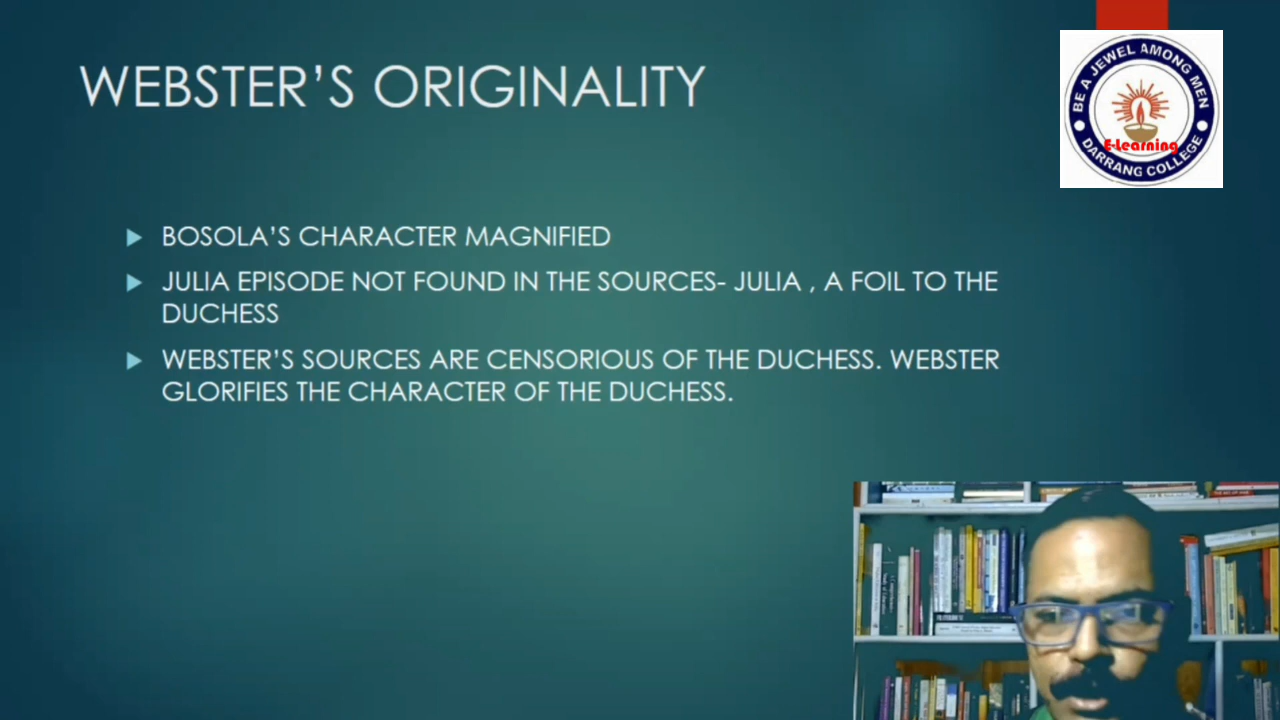 WEBSTER'S ORIGINALITY
BE A JEWEL AMONG MEN
E-Learning
DARRANG COLLEGE
BOSOLA'S CHARACTER MAGNIFIED
JULIA EPISODE NOT FOUND IN THE SOURCES- JULIA , A FOIL TO THE
DUCHESS
WEBSTER'S SOURCES ARE CENSORIOUS OF THE DUCHESS. WEBSTER
GLORIFIES THE CHARACTER OF THE DUCHESS.